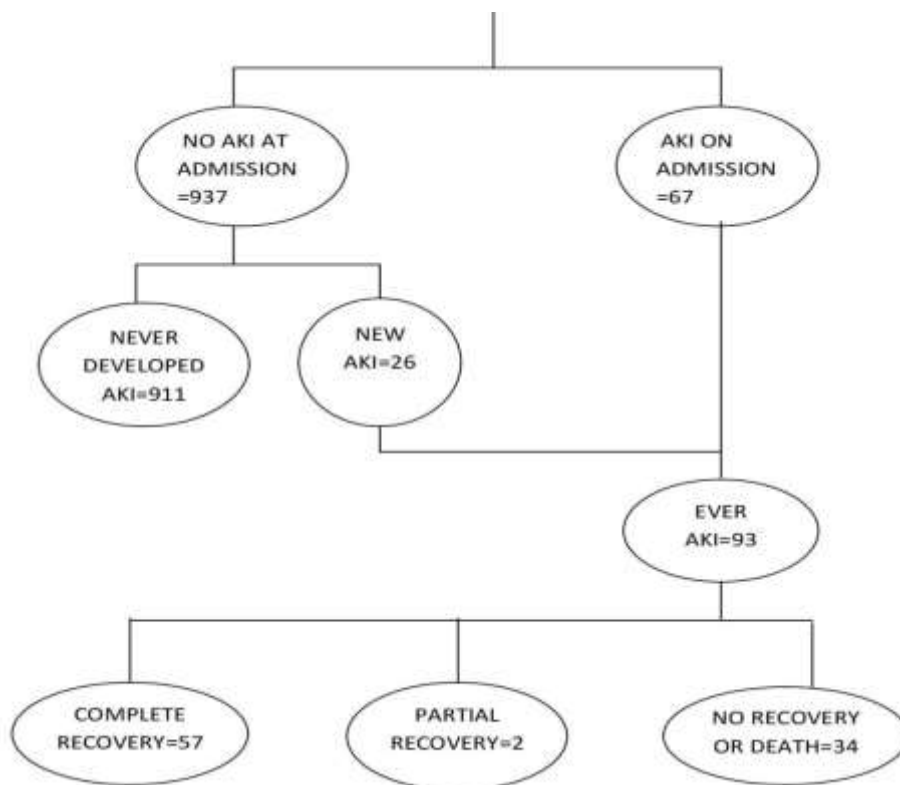 NO AKI AT
ADMISSION
=937
AKI ON
ADMISSION
=67
NEVER
DEVELOPED
AKI=911
NEW
AKI=26
EVER
AKI=93
COMPLETE
RECOVERY=57
PARTIAL
RECOVERY=2
NO RECOVERY
OR DEATH=34